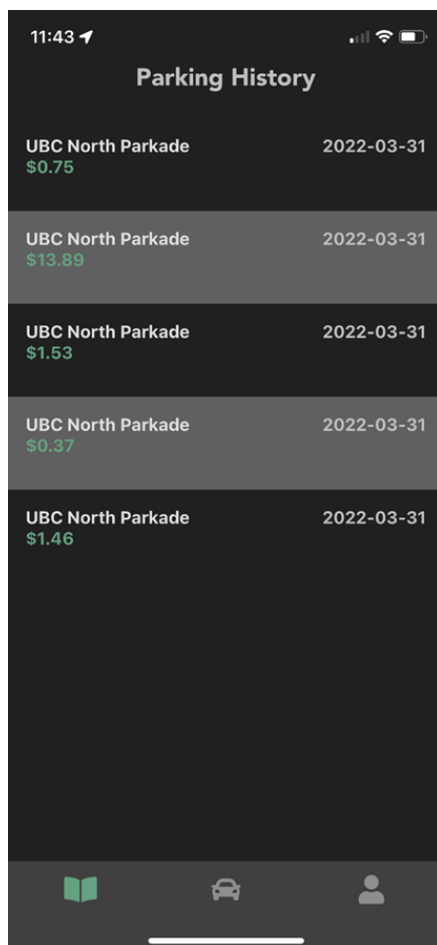 11:43
Parking History
UBC North Parkade 2022-03-31
$0.75
UBC North Parkade 2022-03-31
$13.89
UBC North Parkade 2022-03-31
$1.53
UBC North Parkade 2022-03-31
$0.37
UBC North Parkade 2022-03-31
$1.46